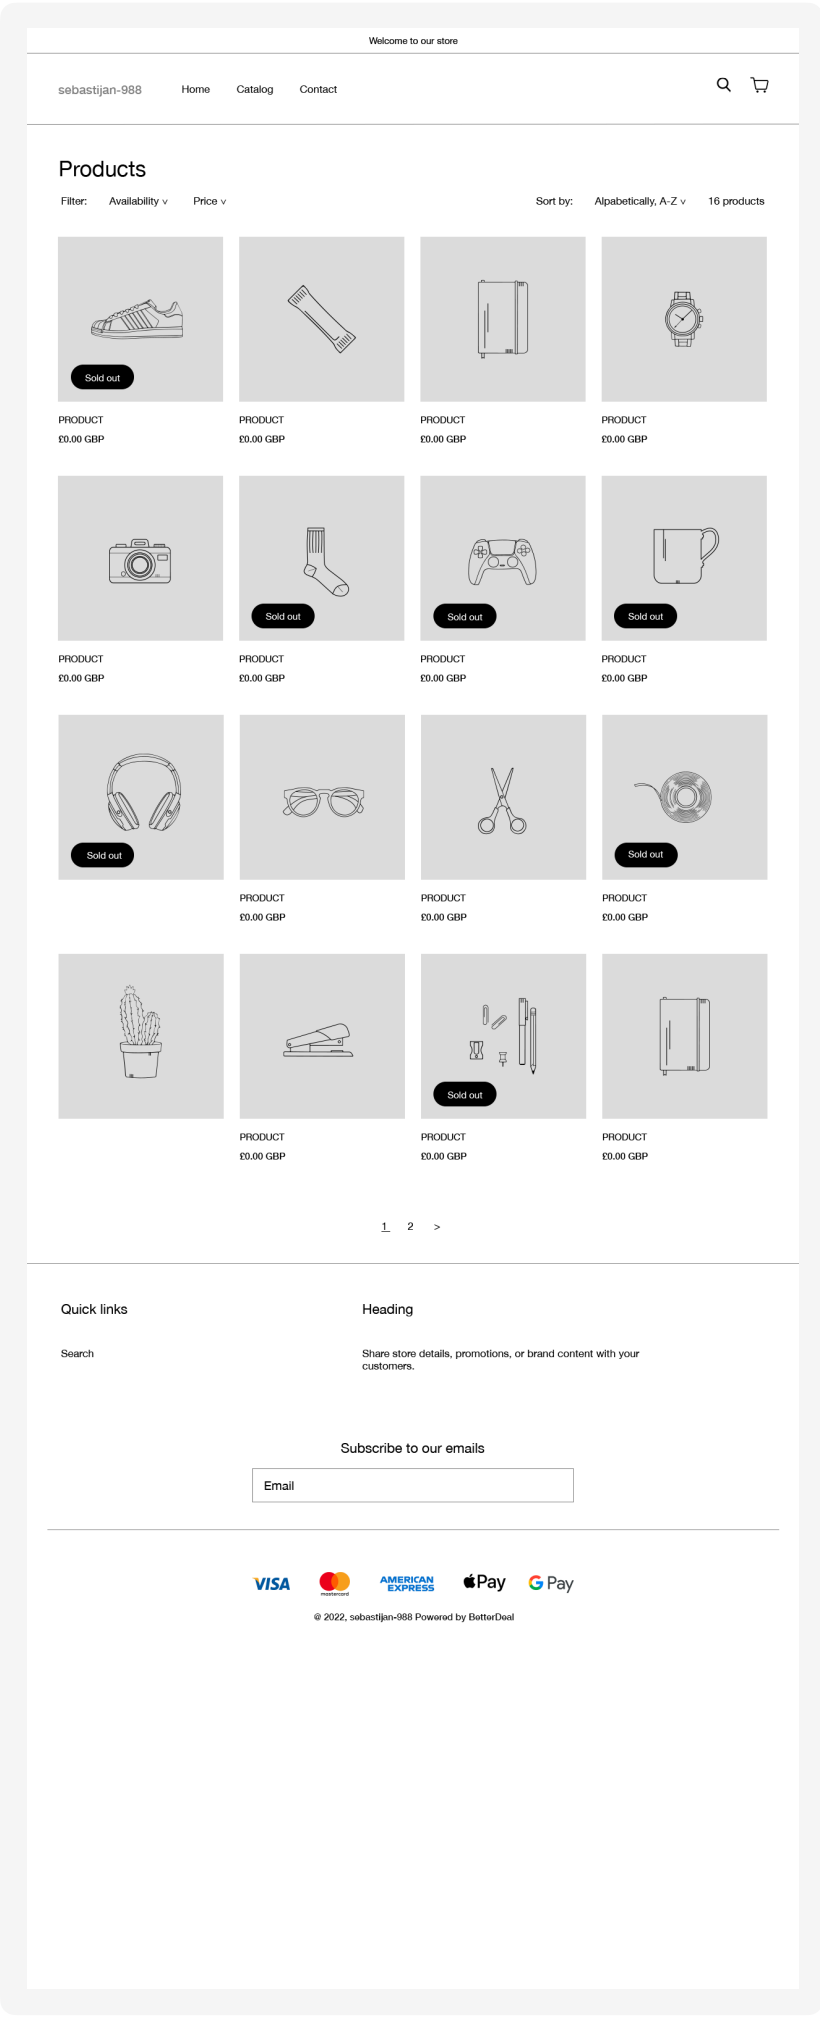 Welcome to our store
sebastijan-988 Home Catalog Contact
Products
Filter: Availability v Price v Sort by: Alpabetically, A-Z v 16 products
Sold out
PRODUCT PRODUCT PRODUCT PRODUCT
£0.00 GBP £0.00 GBP £0.00 GBP £0.00 GBP
Sold out Sold out Sold out
PRODUCT PRODUCT PRODUCT PRODUCT
£0.00 GBP £0.00 GBP £0.00 GBP £0.00 GBP
Sold out Sold out
PRODUCT PRODUCT PRODUCT
£0.00 GBP £0.00 GBP £0.00 GBP
Sold out
PRODUCT PRODUCT PRODUCT
£0.00 GBP £0.00 GBP £0.00 GBP
1 2 >
Quick links Heading
Search Share store details, promotions, or brand content with your
customers.
Subscribe to our emails
Email
VISA mastercard AMERICAN EXPRESS Pay G Pay
@ 2022, sebastijan-988 Powered by BetterDeal